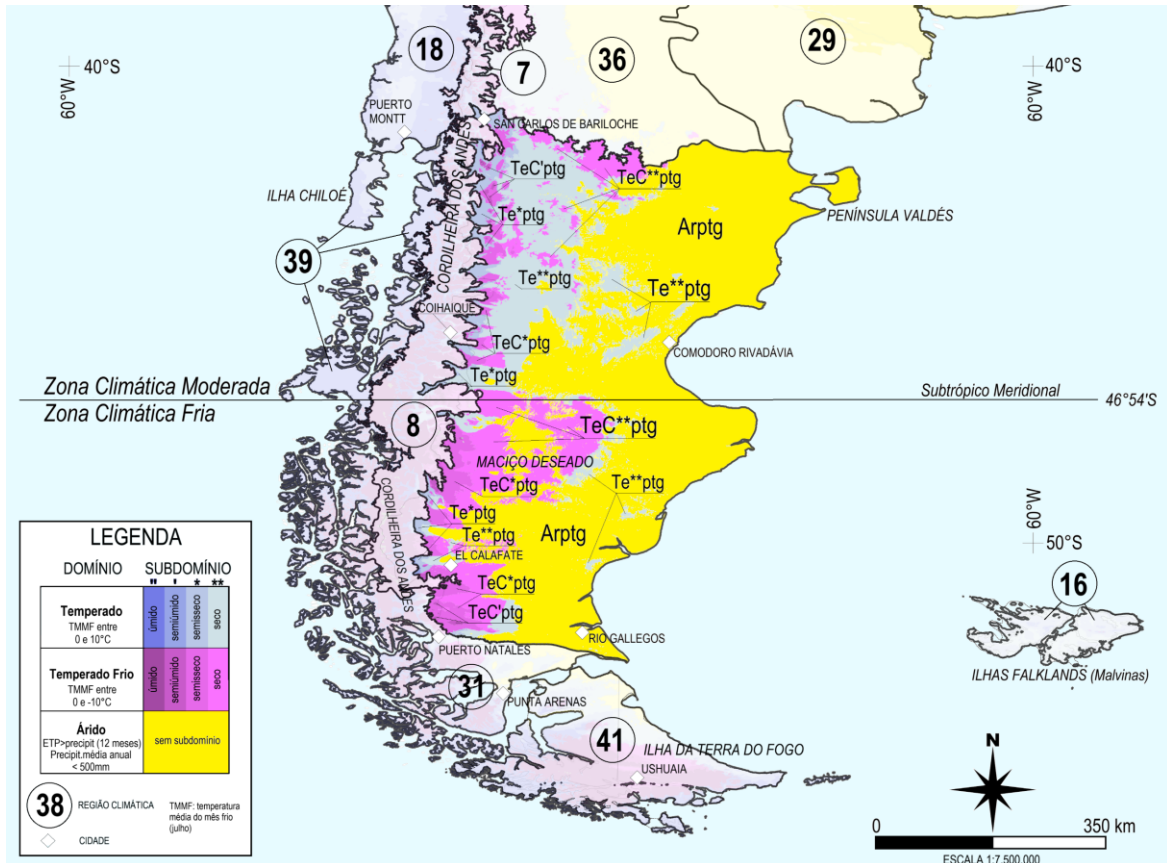 18
7
36
29
40°S
60°W
40°S
60°W
PUERTO
MONTT
SAN CARLOS DE BARILOCHE
CORDILHEIRA DOS ANDES
ILHA CHILOÉ
TeC'ptg
TeC**ptg
Te*ptg
Arptg
PENÍNSULA VALDÉS
39
Te**ptg
Te**ptg
COIHAIQUE
TeC*ptg
COMODORO RIVADÁVIA
Te*ptg
Zona Climática Moderada
Subtrópico Meridional
46°54'S
Zona Climática Fria
8
TeC**ptg
MACIÇO DESEADO
TeC*ptg
Te**ptg
CORDILHEIRA DOS ANDES
Te*ptg
Te**ptg
Arptg
EL CALAFATE
60°W
50°S
TeC*ptg
TeC'ptg
16
RIO GALLEGOS
PUERTO NATALES
ILHAS FALKLANDS (Malvinas)
31
PUNTA ARENAS
41
ILHA DA TERRA DO FOGO
USHUAIA
LEGENDA
DOMÍNIO SUBDOMÍNIO
" ' * **
Temperado
TMMF entre
0 e 10°C
úmido
semiúmido
semisseco
seco
Temperado Frio
TMMF entre
0 e -10°C
úmido
semiúmido
semisseco
seco
Árido
ETP>precipit (12 meses)
Precipit.média anual
< 500mm
sem subdomínio
38
REGIÃO CLIMÁTICA
TMMF: temperatura
média do mês frio
(julho)
CIDADE
N
0 350 km
ESCALA 1:7.500.000